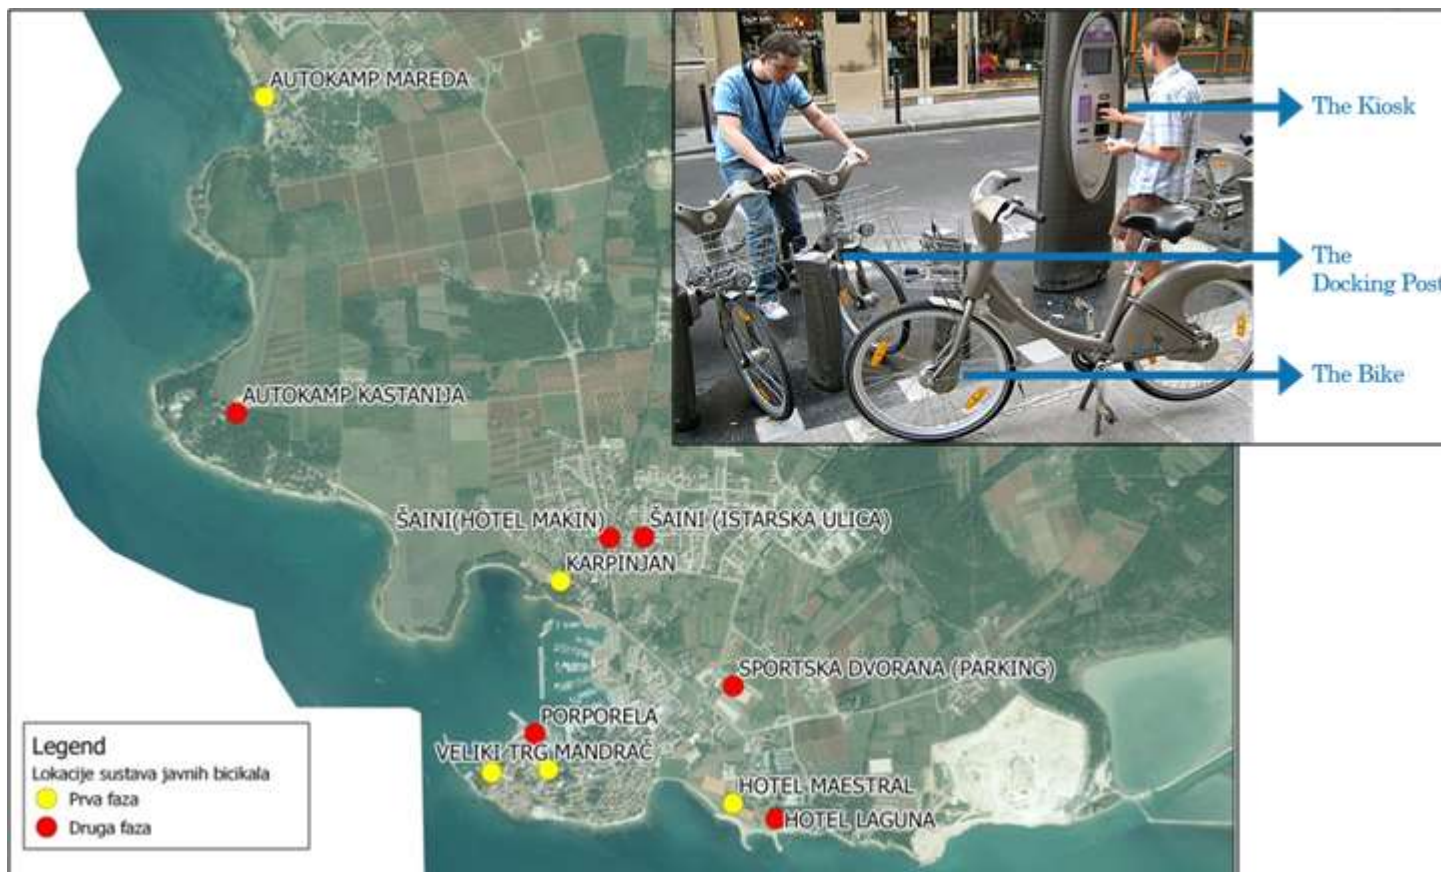 AUTOKAMP MAREDA
The Kiosk
The
Docking Post
The Bike
AUTOKAMP KASTANIJA
ŠAINI(HOTEL MAKIN)
ŠAINI (ISTARSKA ULICA)
KARPINJAN
SPORTSKA DVORANA (PARKING)
PORPORELA
VELIKI TRG
MANDRAČ
HOTEL MAESTRAL
HOTEL LAGUNA
Legend
Lokacije sustava javnih bicikala
Prva faza
Druga faza